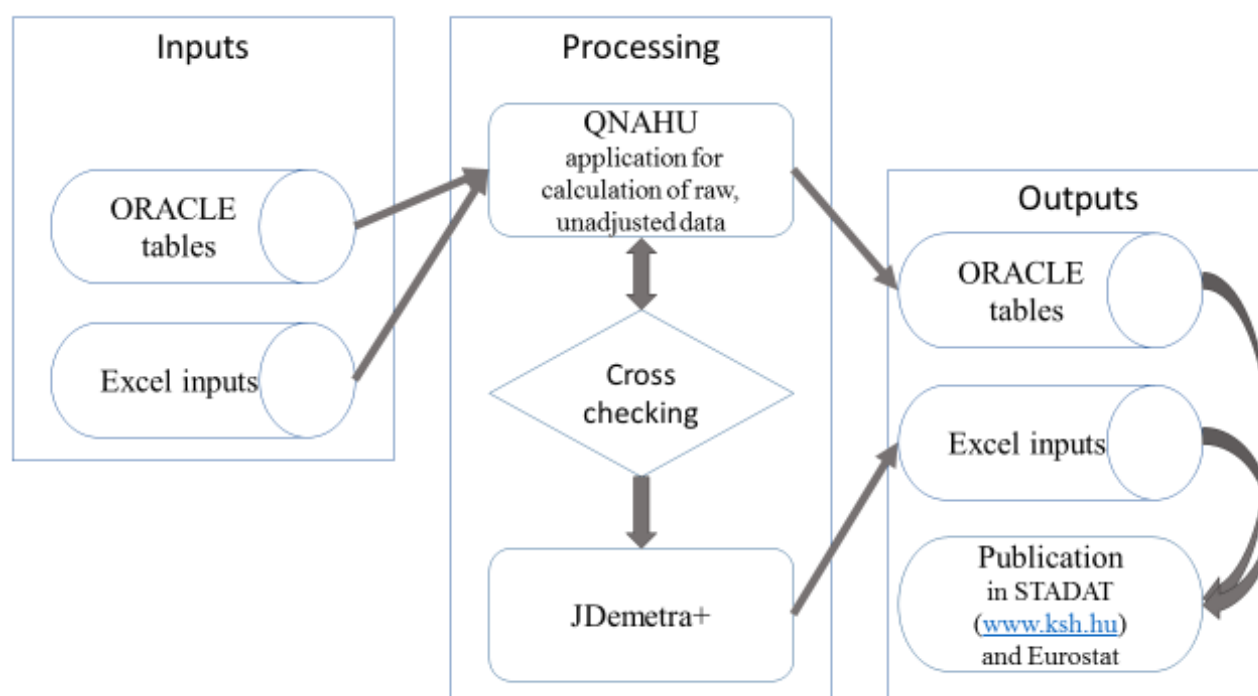 Inputs
ORACLE
tables
Excel inputs
Processing
QNAHU
application for
calculation of raw,
unadjusted data
Cross
checking
JDemetra+
Outputs
ORACLE
tables
Excel inputs
Publication
in STADAT
(www.ksh.hu)
and Eurostat